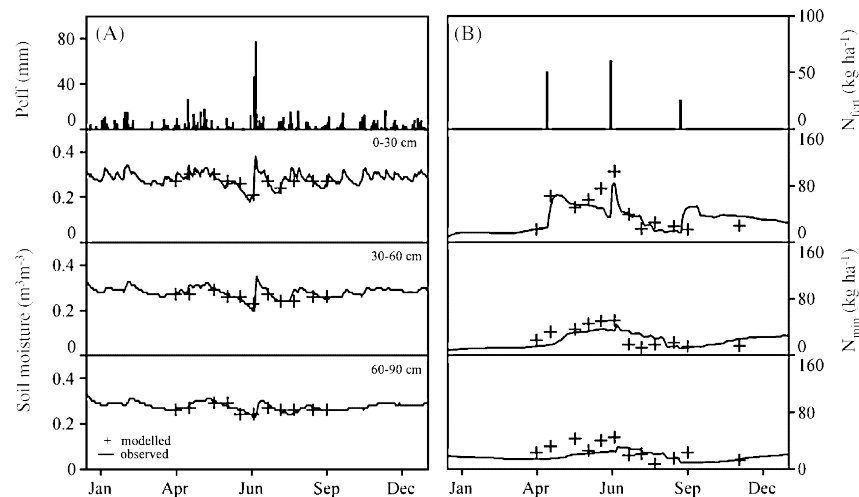 (A)
(B)
Peff (mm)
80
40
0
100
50
0
Nfert (kg ha⁻¹)
0-30 cm
0.4
0.2
0
160
80
0
Soil moisture (m³m⁻³)
30-60 cm
0.4
0.2
0
160
80
0
Nmin (kg ha⁻¹)
60-90 cm
0.4
0.2
0
160
80
0
+ modelled
observed
Jan Apr Jun Sep Dec
Jan Apr Jun Sep Dec